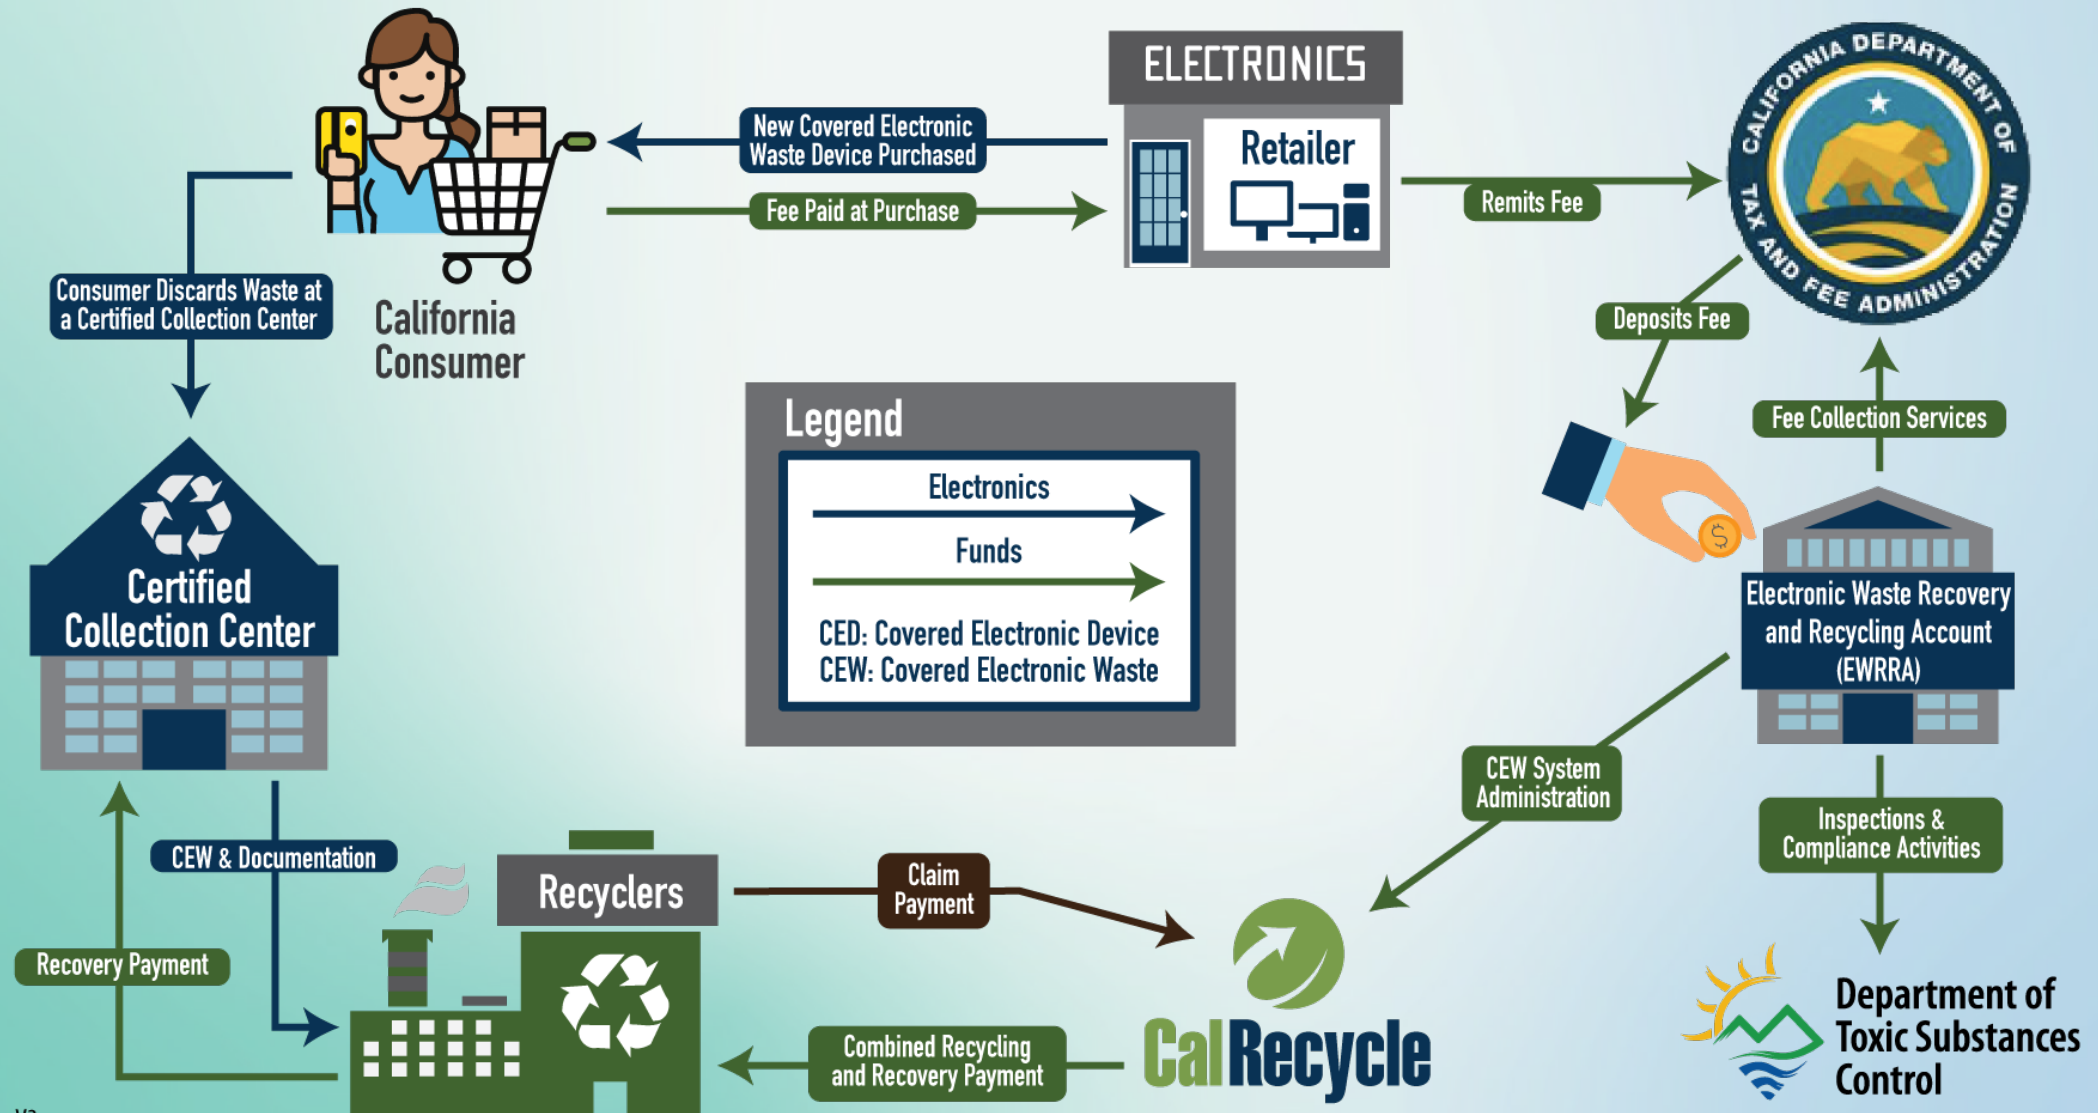 ELECTRONICS
Retailer
New Covered Electronic
Waste Device Purchased
Fee Paid at Purchase
Remits Fee
CALIFORNIA DEPARTMENT OF
TAX AND FEE ADMINISTRATION
Consumer Discards Waste at
a Certified Collection Center
California
Consumer
Deposits Fee
Fee Collection Services
Legend
Electronics
Funds
CED: Covered Electronic Device
CEW: Covered Electronic Waste
$
Certified
Collection Center
Electronic Waste Recovery
and Recycling Account
(EWRRA)
CEW System
Administration
Inspections &
Compliance Activities
CEW & Documentation
Recyclers
Claim
Payment
Recovery Payment
Combined Recycling
and Recovery Payment
CalRecycle
Department of
Toxic Substances
Control